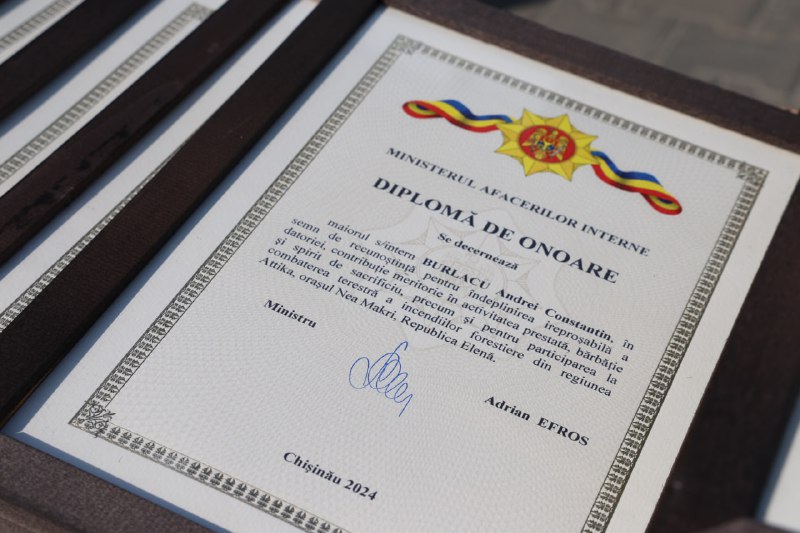 MINISTERUL AFACERILOR INTERNE
DIPLOMĂ DE ONOARE
Se decernează
maiorul s/intern BURLACU Andrei Constantin, în
semn de recunoștință pentru îndeplinirea ireproșabilă a
datoriei, contribuție meritorie în activitatea prestată, bărbăție
și spirit de sacrificiu, precum și pentru participarea la
combaterea terestră a incendiilor forestiere din regiunea
Attika, orașul Nea Makri, Republica Elenă.
Ministru
Adrian EFROS
Chișinău 2024